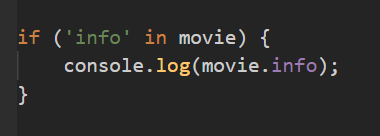 if ('info' in movie) {
    console.log(movie.info);
}